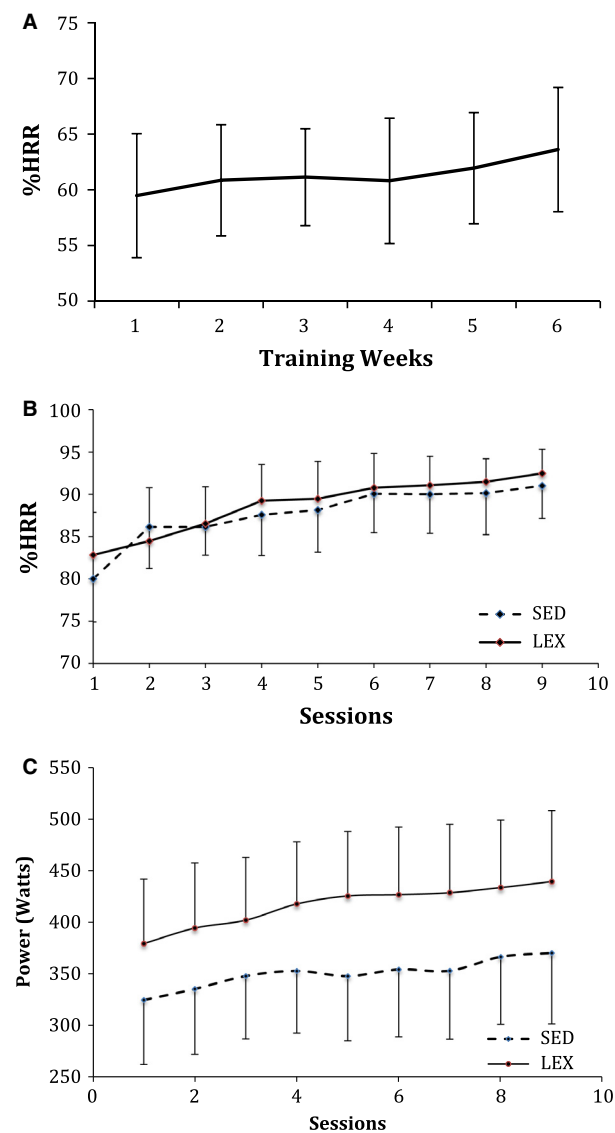 A
75
70
65
60
55
50
%HRR
1 2 3 4 5 6
Training Weeks
B
100
95
90
85
80
75
70
%HRR
SED
LEX
1 2 3 4 5 6 7 8 9 10
Sessions
C
550
500
450
400
350
300
250
Power (Watts)
SED
LEX
0 2 4 6 8 10
Sessions